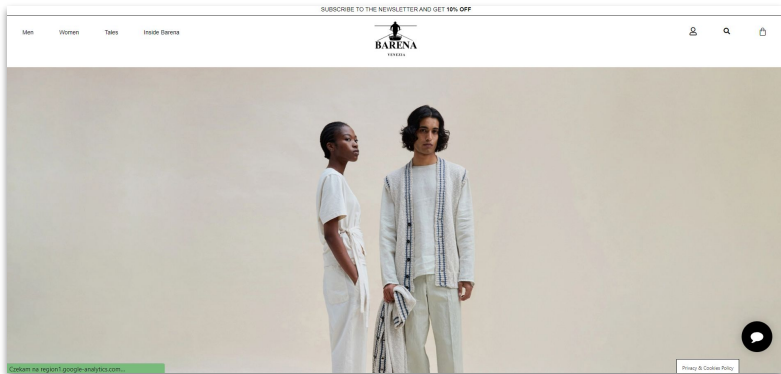 SUBSCRIBE TO THE NEWSLETTER AND GET 10% OFF
Men Women Tales Inside Barena
BARENA
VENEZIA
Czekam na region1.google-analytics.com...
Privacy & Cookies Policy